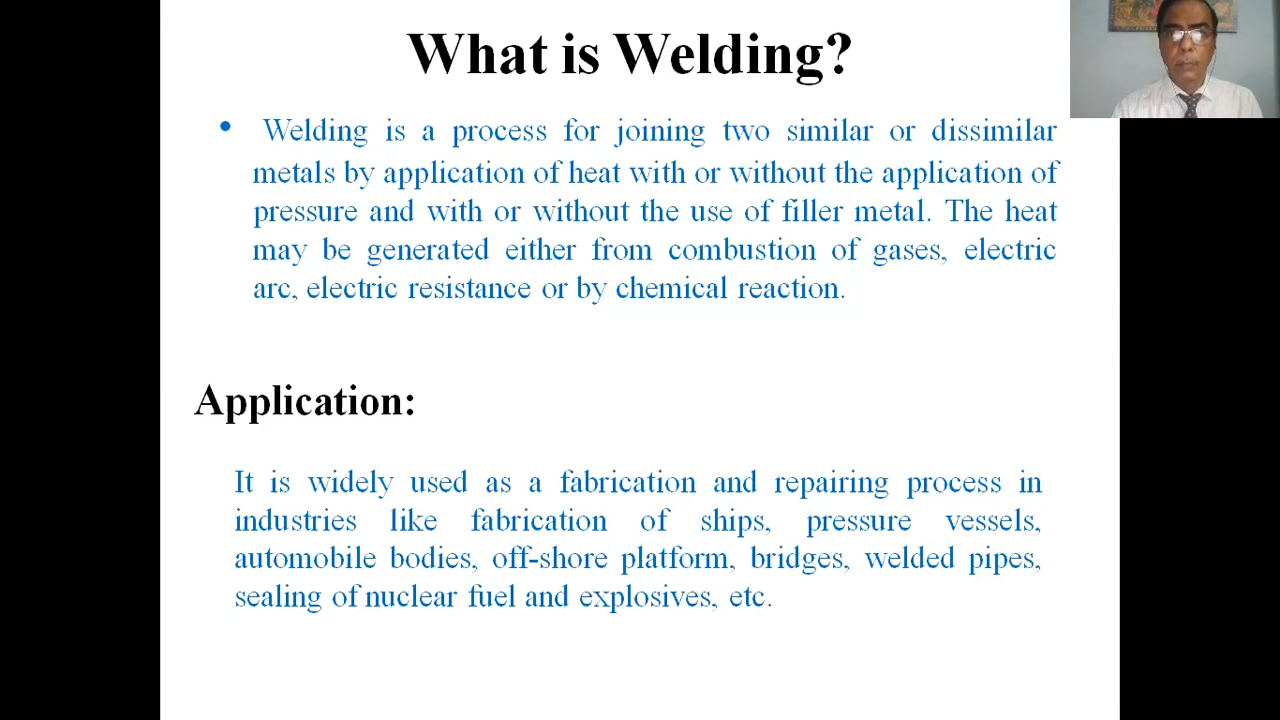 What is Welding?
• Welding is a process for joining two similar or dissimilar
metals by application of heat with or without the application of
pressure and with or without the use of filler metal. The heat
may be generated either from combustion of gases, electric
arc, electric resistance or by chemical reaction.
Application:
It is widely used as a fabrication and repairing process in
industries like fabrication of ships, pressure vessels,
automobile bodies, off-shore platform, bridges, welded pipes,
sealing of nuclear fuel and explosives, etc.